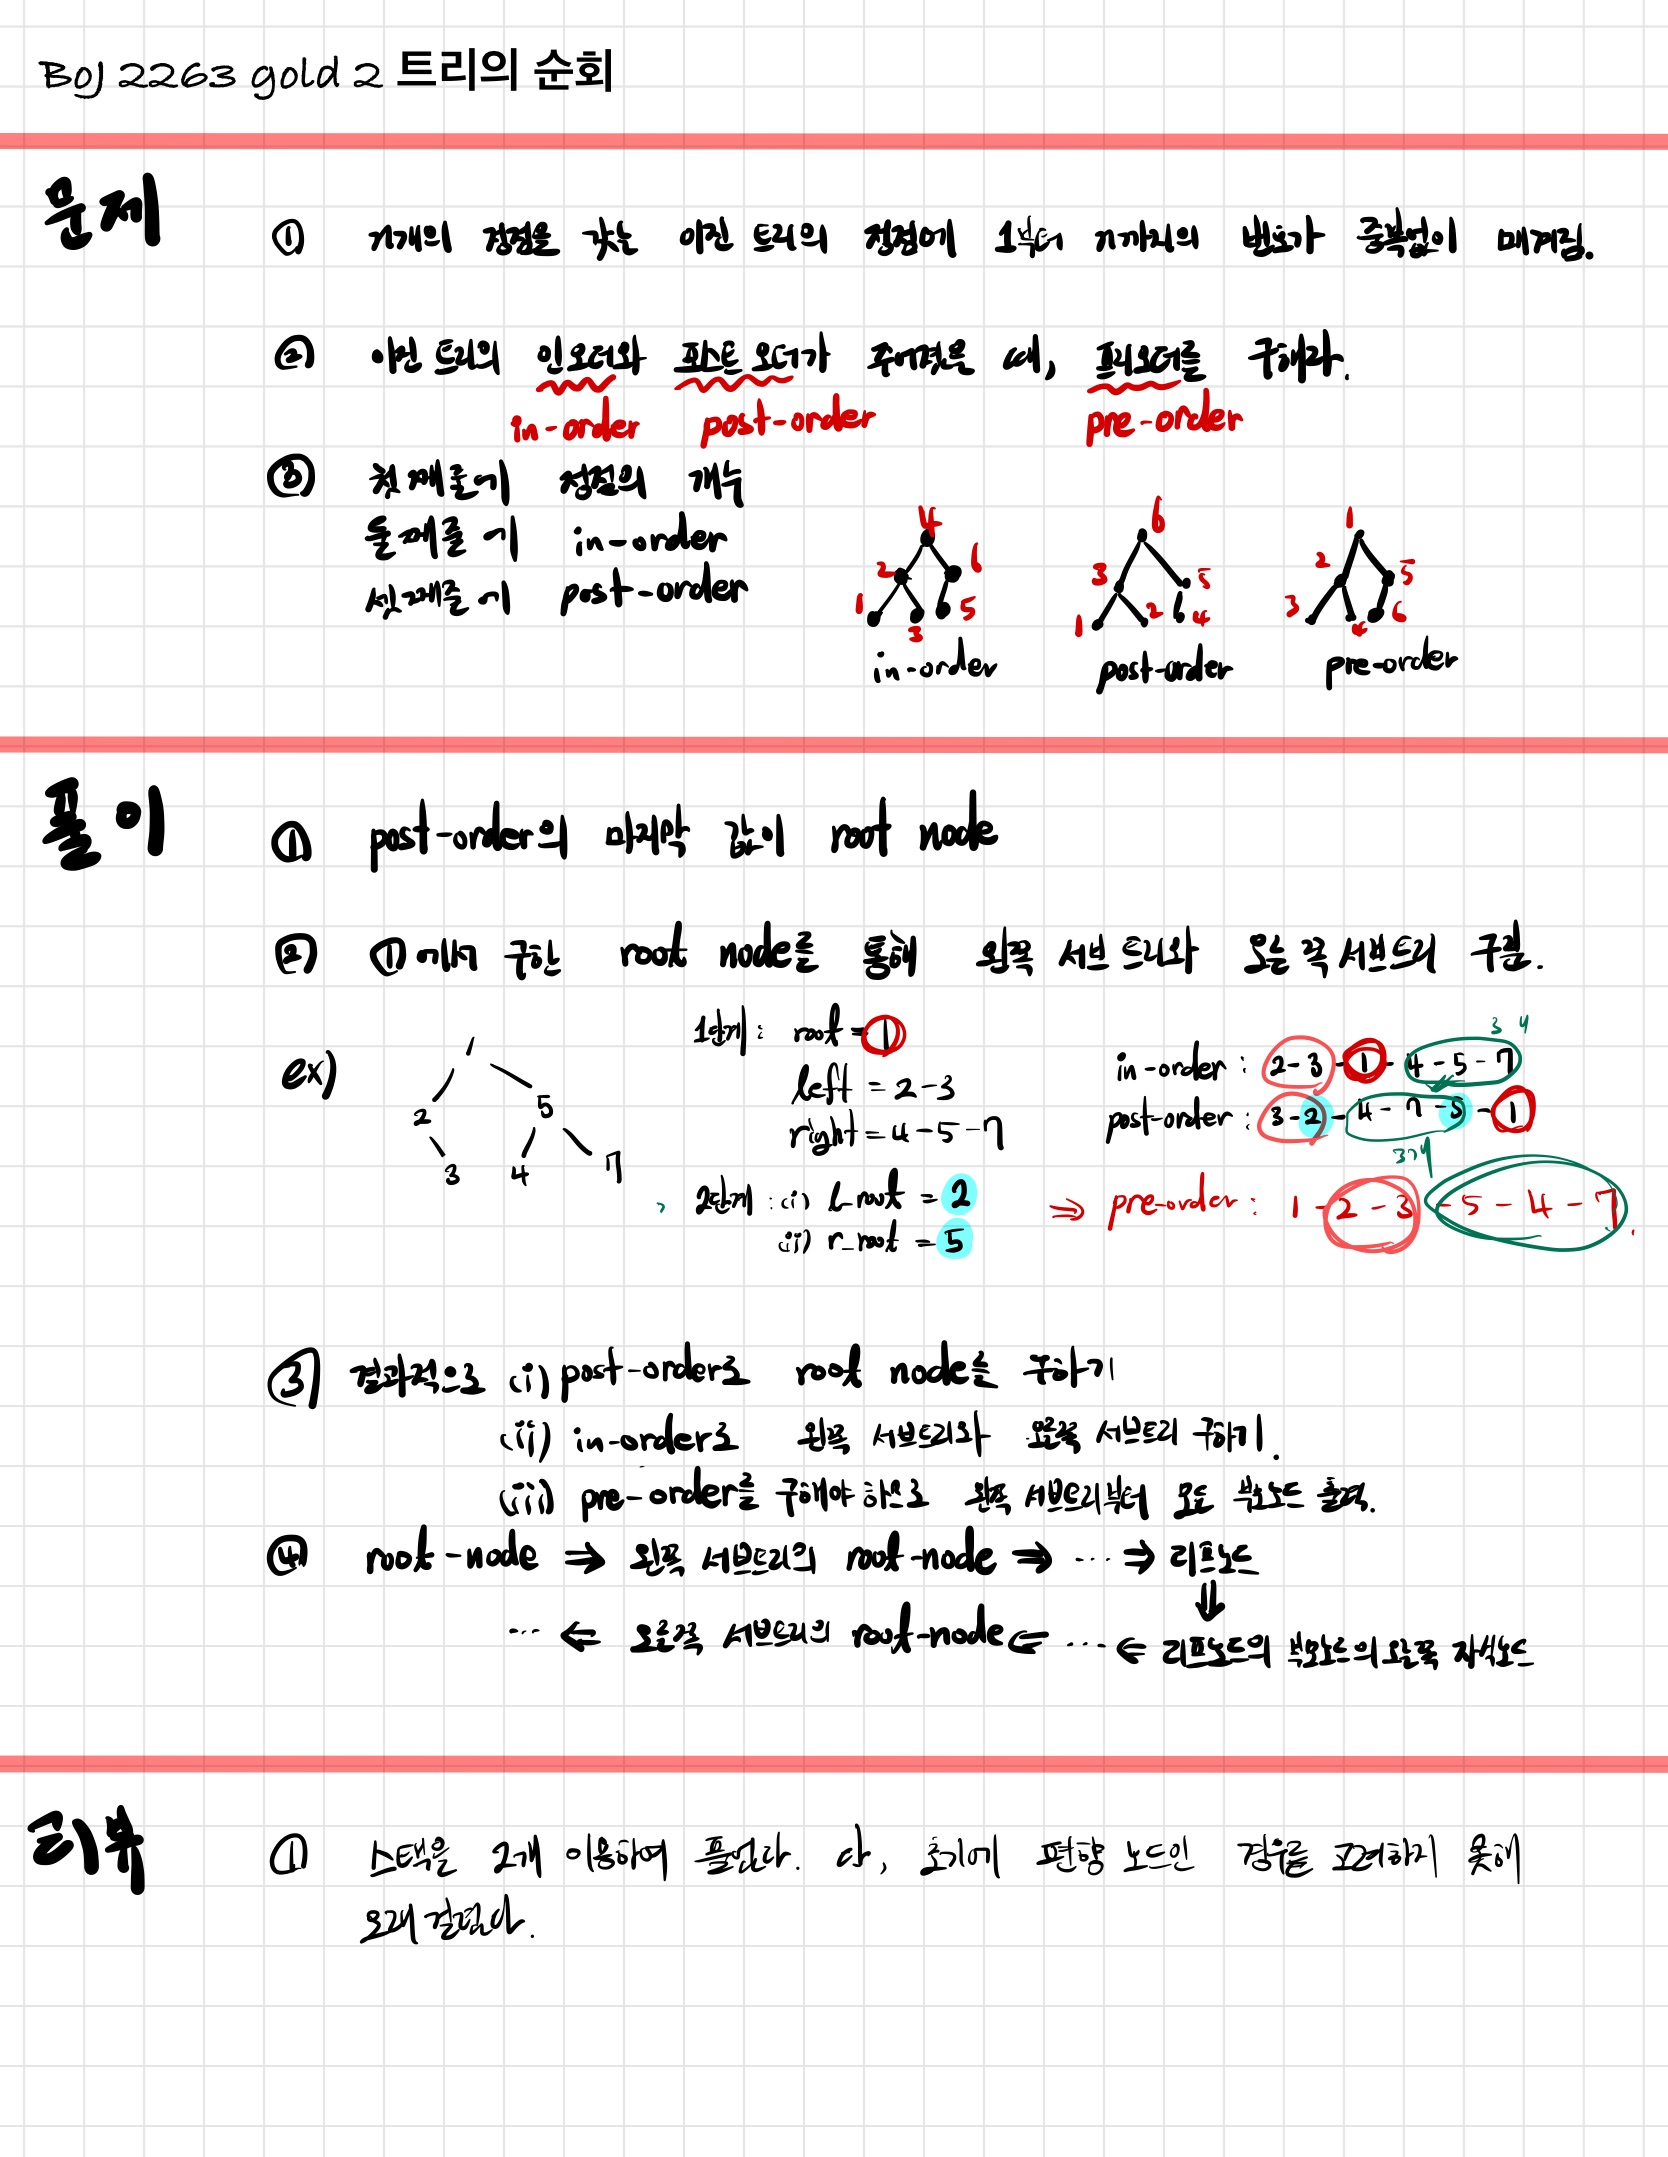 BOJ 2263 gold 2 트리의 순회
문제
① n개의 정점을 갖는 이진 트리의 정점에 1부터 n까지의 번호가 중복없이 매겨짐.
② 이진 트리의 인오더와 포스트 오더가 주어졌을 때, 프리오더를 구해라.
in-order post-order pre-order
③ 첫째줄에 정점의 개수
둘째줄에 in-order
셋째줄에 post-order
4
2 6
1 3 5
in-order
6
3 5
1 2 4
post-order
1
2 5
3 4 6
pre-order
풀이
① post-order의 마지막 값이 root node
② ①에서 구한 root node를 통해 왼쪽 서브 트리와 오른쪽 서브트리 구분.
ex)
1
2 5
3 4 7
1단계 : root = 1
left = 2-3
right = 4-5-7
2단계 : (i) l-root = 2
(ii) r_root = 5
3 4
in-order : 2-3-1-4-5-7
post-order : 3-2-4-7-5-1
⇒ pre-order : 1-2-3-5-4-7.
③ 결과적으로 (i) post-order로 root node를 구하기
(ii) in-order로 왼쪽 서브트리와 오른쪽 서브트리 구하기.
(iii) pre-order를 구해야 하므로 왼쪽 서브트리부터 모든 부모노드 출력.
④ root-node ⇒ 왼쪽 서브트리의 root-node ⇒ ... ⇒ 리프노드
⇓
... ⇐ 오른쪽 서브트리의 root-node ⇐ ... ⇐ 리프노드의 부모노드의 오른쪽 자식노드
리뷰
① 스택을 2개 이용하여 풀었다. 단, 초기에 편향 노드인 경우를 고려하지 못해
오래 걸렸다.